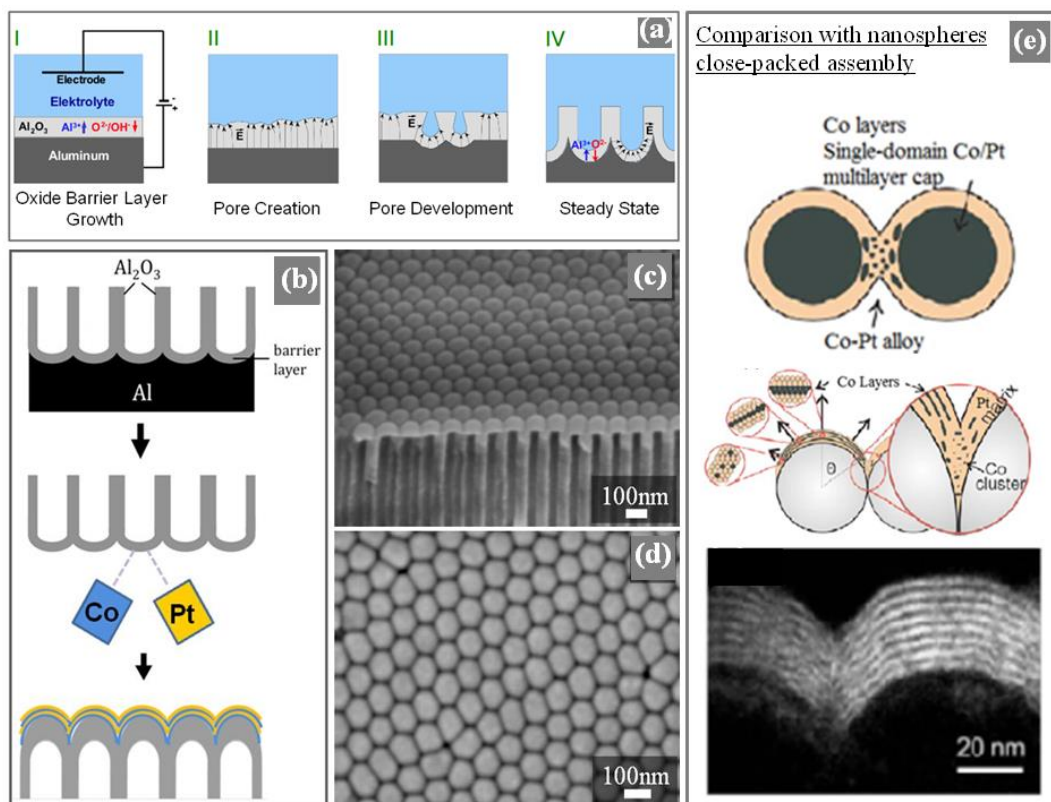 (a)
I
II
III
IV
Electrode
Elektrolyte
Al₂O₃ Al³⁺ O²⁻/OH⁻
Aluminum
- 
+
E
E
Al³⁺ O²⁻
E
Oxide Barrier Layer
Growth
Pore Creation
Pore Development
Steady State
(b)
Al₂O₃
barrier
layer
Al
Co
Pt
(c)
100nm
(d)
100nm
(e)
Comparison with nanospheres
close-packed assembly
Co layers
Single-domain Co/Pt
multilayer cap
Co-Pt alloy
Co Layers
Pt
matrix
Θ
Co
cluster
20 nm